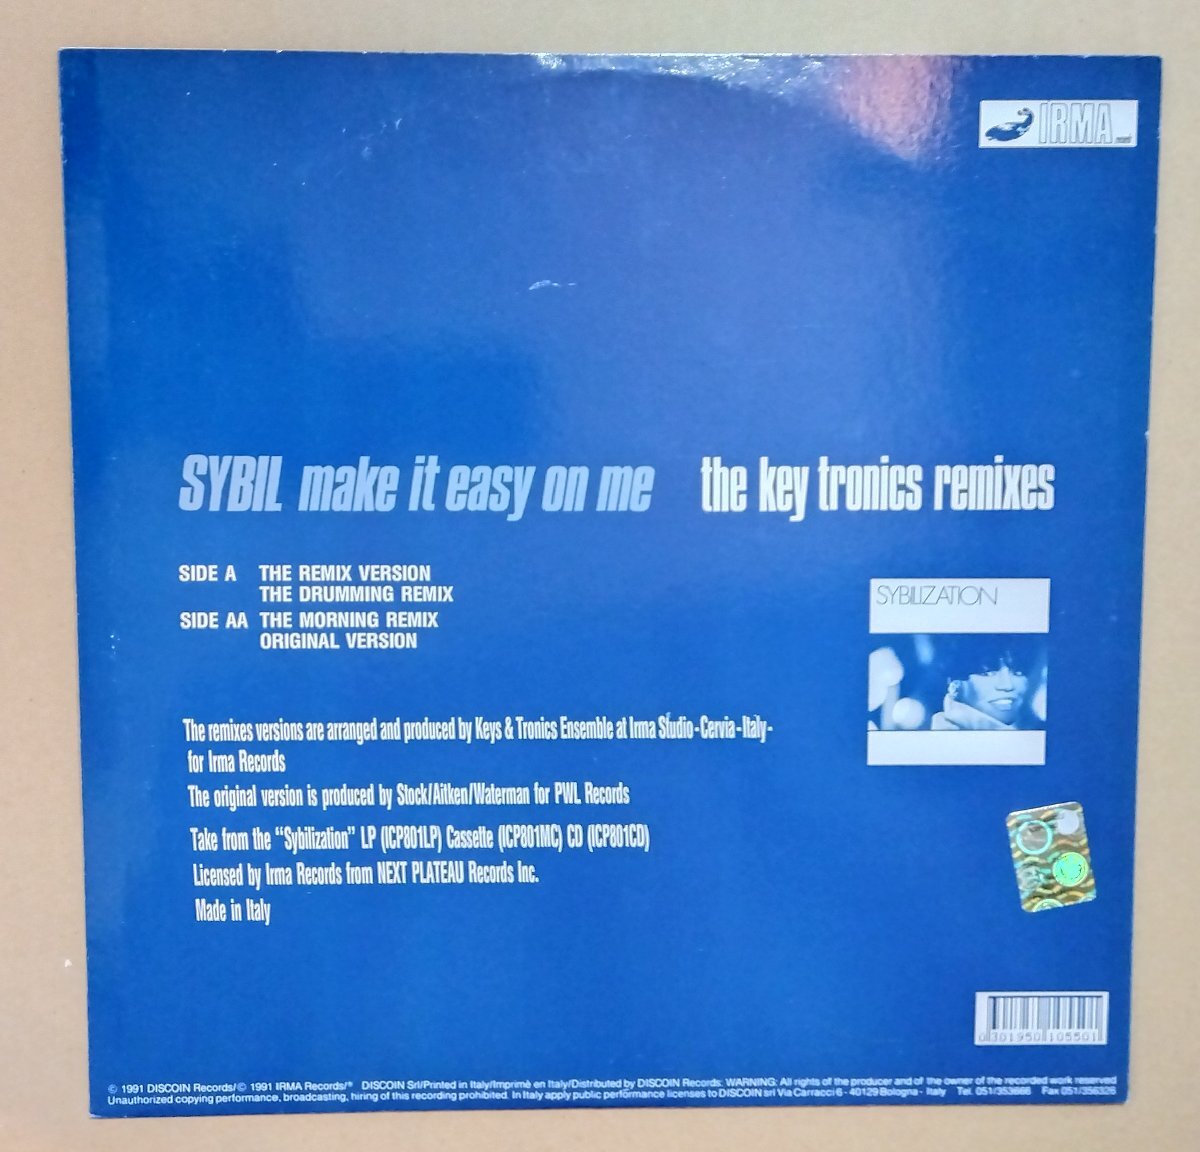 IRMA
SYBIL make it easy on me the key tronics remixes
SIDE A THE REMIX VERSION
THE DRUMMING REMIX
SIDE AA THE MORNING REMIX
ORIGINAL VERSION
SYBILIZATION
The remixes versions are arranged and produced by Keys & Tronics Ensemble at Irma Studio-Cervia-Italy-
for Irma Records
The original version is produced by Stock/Aitken/Waterman for PWL Records
Take from the "Sybilization" LP (ICP801LP) Cassette (ICP801MC) CD (ICP801CD)
Licensed by Irma Records from NEXT PLATEAU Records Inc.
Made in Italy
0 301950 105501
© 1991 DISCOIN Records/© 1991 IRMA Records/® DISCOIN Srl/Printed in Italy/Imprimè en Italy/Distributed by DISCOIN Records: WARNING: All rights of the producer and of the owner of the recorded work reserved
Unauthorized copying performance, broadcasting, hiring of this recording prohibited. In Italy apply public performance licenses to DISCOIN srl Via Carracci 6 - 40129 Bologna - Italy Tel. 051/353668 Fax 051/356326